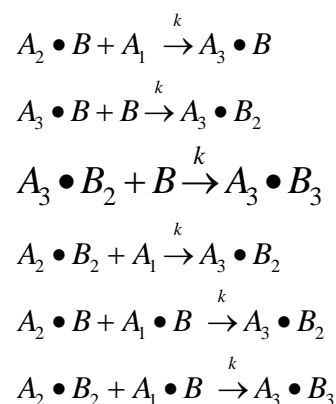 A₂ • B + A₁ →ᵏ A₃ • B
A₃ • B + B →ᵏ A₃ • B₂
A₃ • B₂ + B →ᵏ A₃ • B₃
A₂ • B₂ + A₁ →ᵏ A₃ • B₂
A₂ • B + A₁ • B →ᵏ A₃ • B₂
A₂ • B₂ + A₁ • B →ᵏ A₃ • B₃